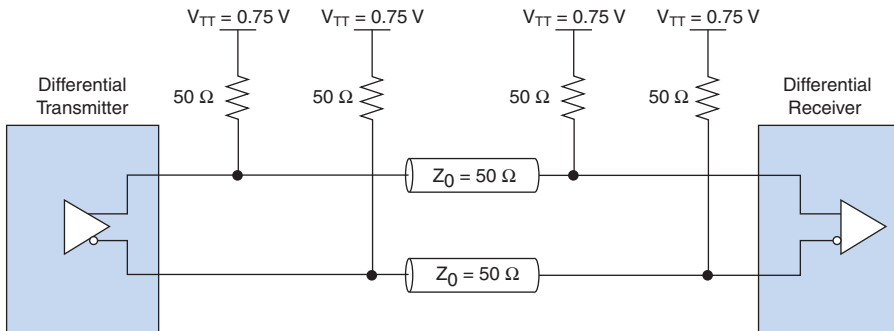 V_TT = 0.75 V V_TT = 0.75 V V_TT = 0.75 V V_TT = 0.75 V
Differential
Transmitter
50 Ω 50 Ω 50 Ω 50 Ω
Differential
Receiver
Z_0 = 50 Ω
Z_0 = 50 Ω